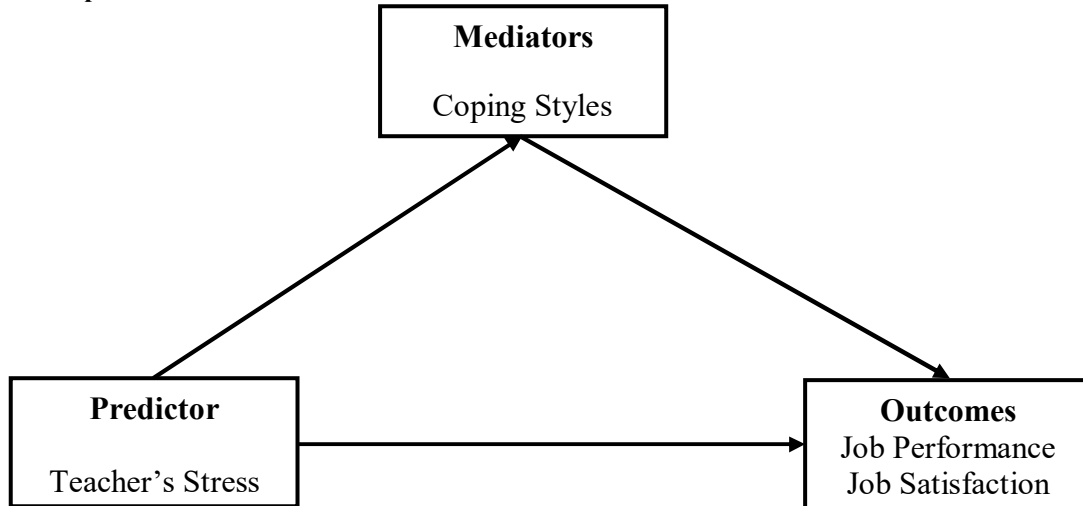 Mediators
Coping Styles
Predictor
Teacher’s Stress
Outcomes
Job Performance
Job Satisfaction